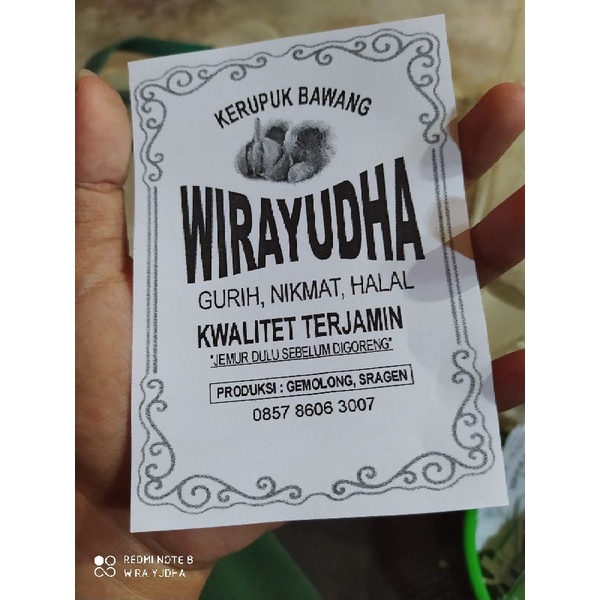 KERUPUK BAWANG
WIRAYUDHA
GURIH, NIKMAT, HALAL
KWALITET TERJAMIN
"JEMUR DULU SEBELUM DIGORENG"
PRODUKSI : GEMOLONG, SRAGEN
0857 8606 3007
REDMI NOTE 8
WIRA YUDHA